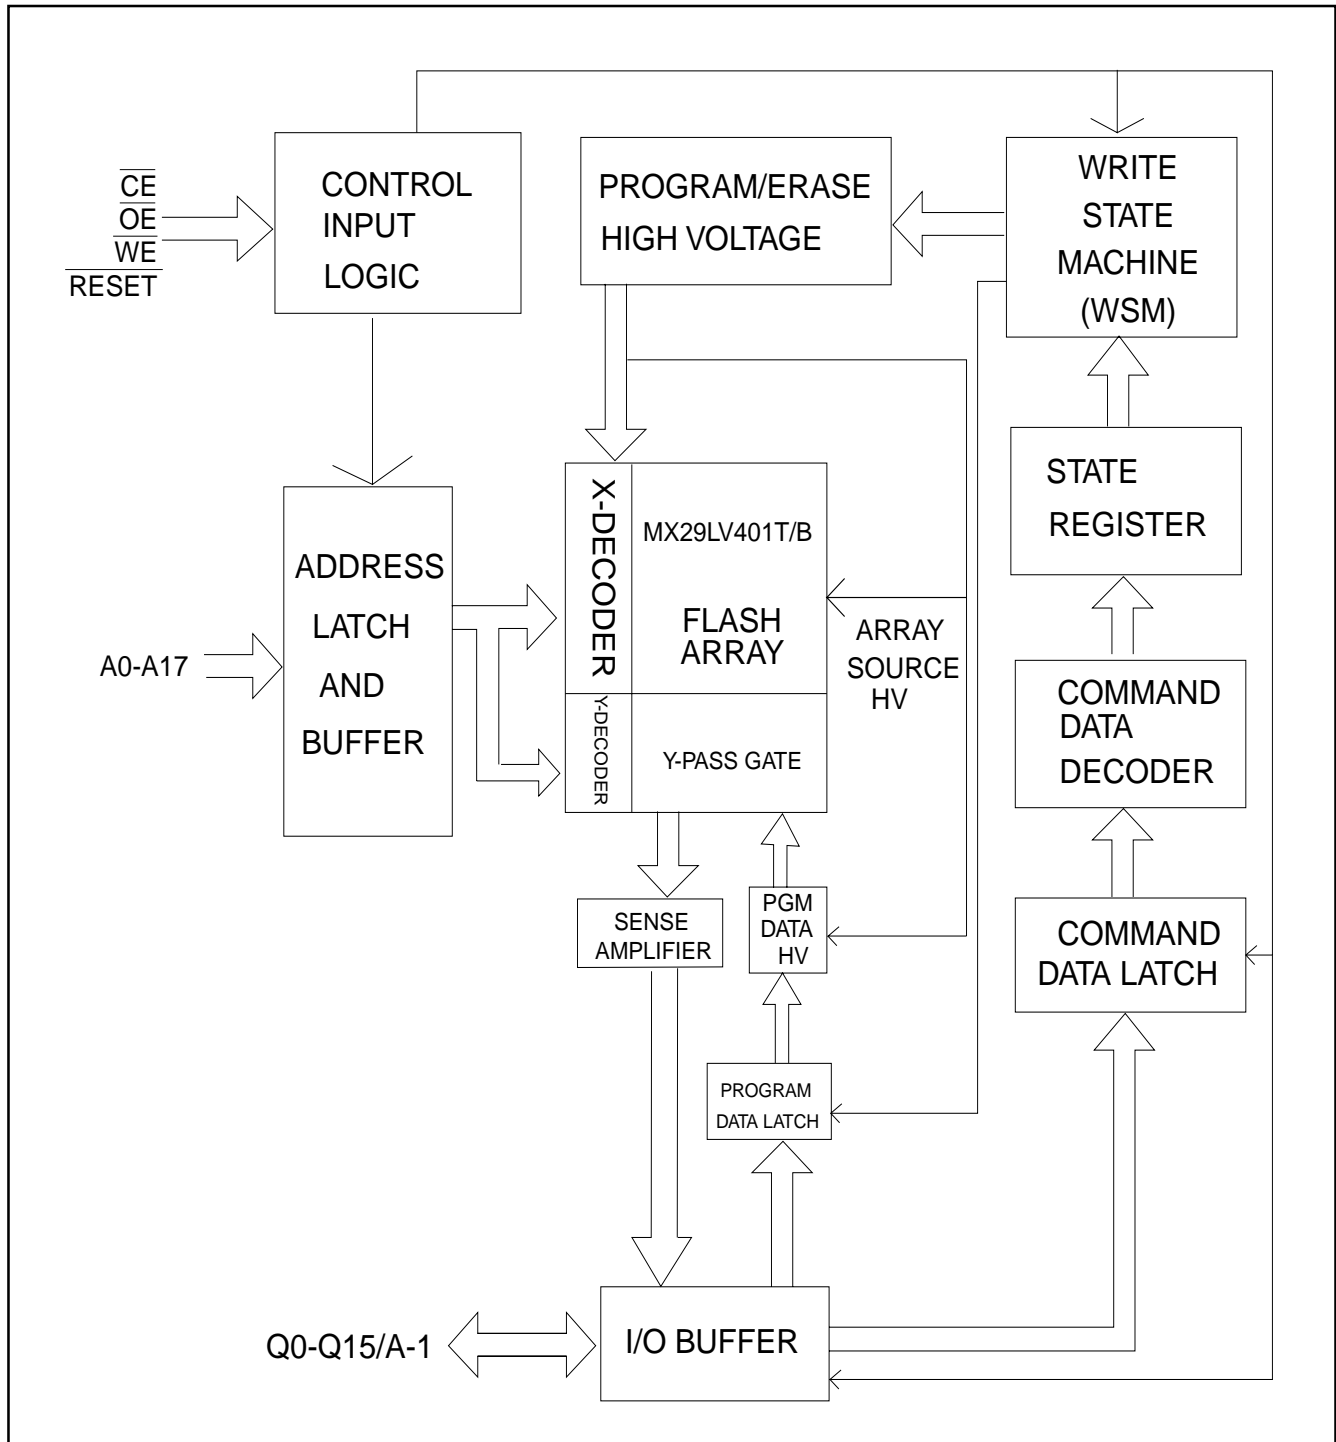 CE
OE
WE
RESET
CONTROL
INPUT
LOGIC
PROGRAM/ERASE
HIGH VOLTAGE
WRITE
STATE
MACHINE
(WSM)
STATE
REGISTER
ADDRESS
LATCH
AND
BUFFER
A0-A17
X-DECODER
MX29LV401T/B
FLASH
ARRAY
ARRAY
SOURCE
HV
Y-DECODER
Y-PASS GATE
COMMAND
DATA
DECODER
SENSE
AMPLIFIER
PGM
DATA
HV
COMMAND
DATA LATCH
PROGRAM
DATA LATCH
Q0-Q15/A-1
I/O BUFFER